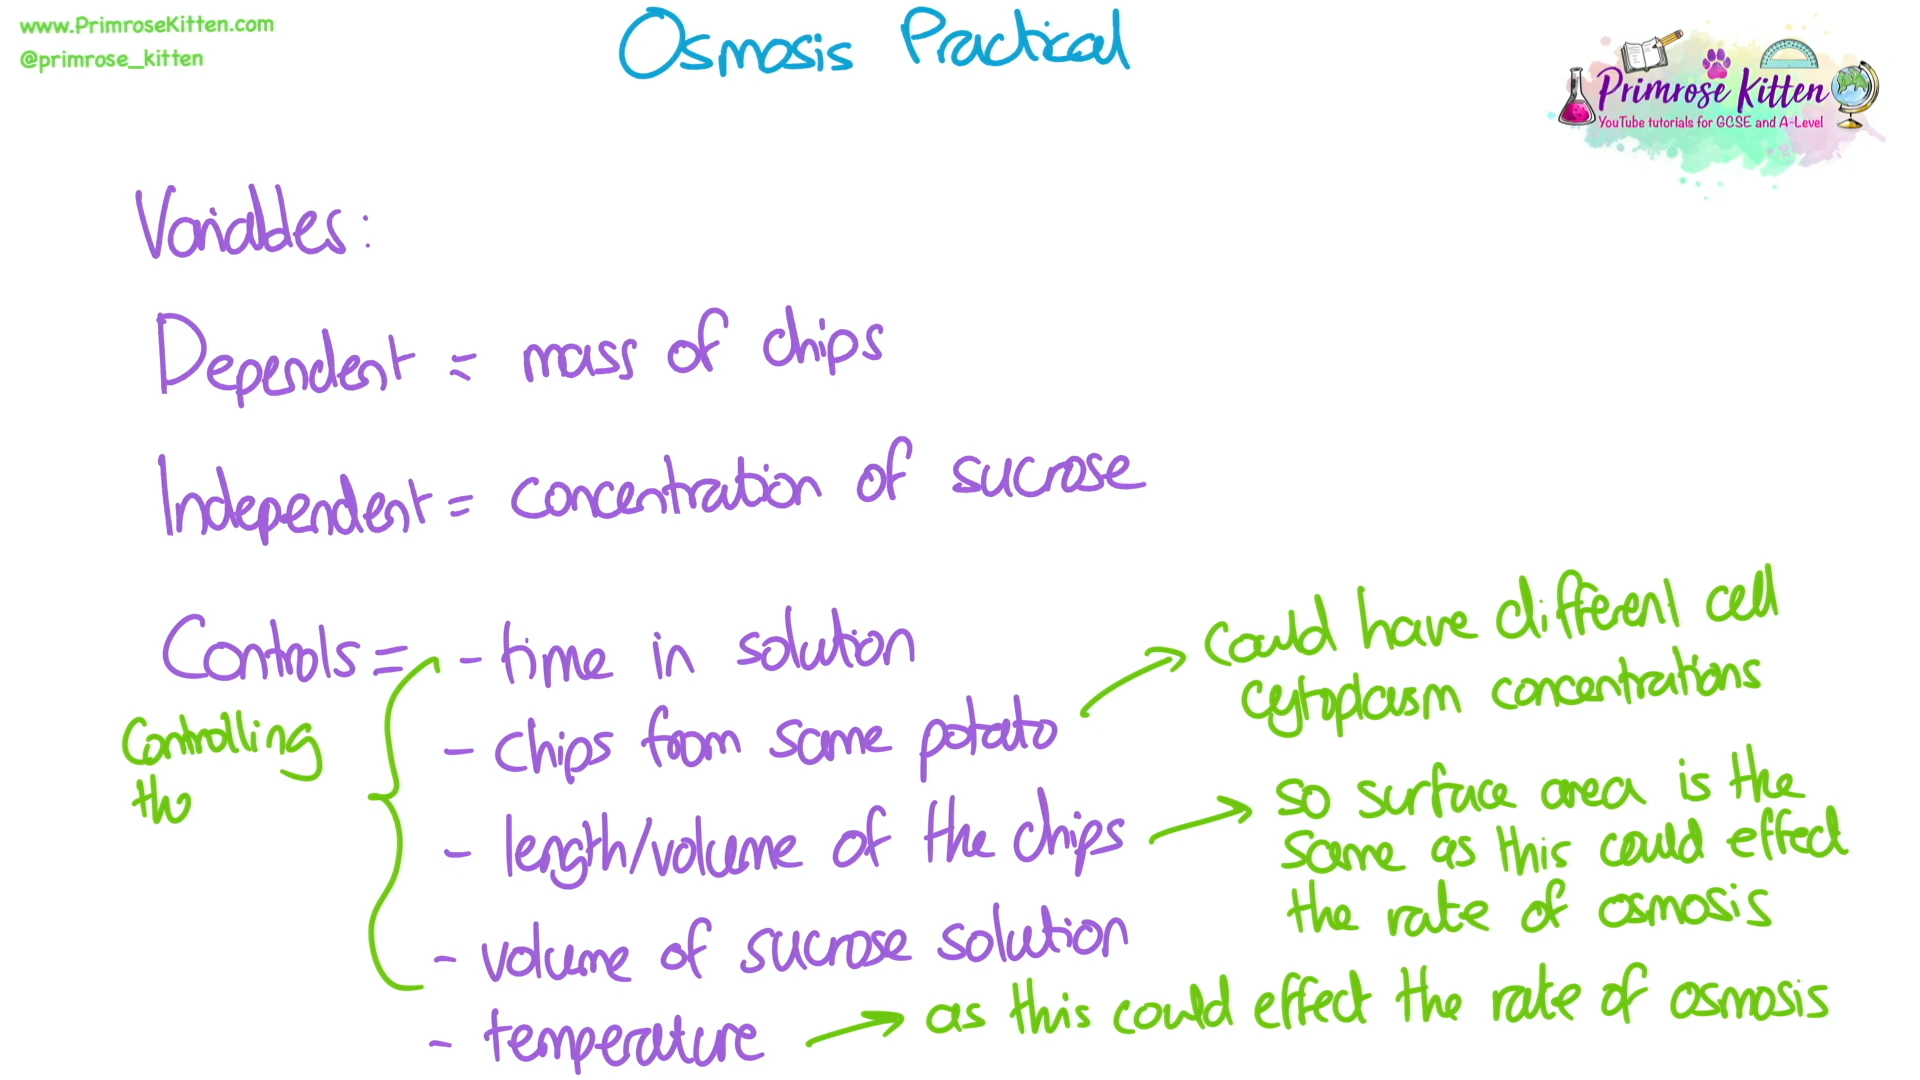 www.PrimroseKitten.com
@primrose_kitten
Osmosis Practical
Primrose Kitten
YouTube tutorials for GCSE and A-Level
Variables:
Dependent = mass of chips
Independent = concentration of sucrose
Controls = - time in solution
- chips from same potato
- length/volume of the chips
- volume of sucrose solution
- temperature
Controlling
the
could have different cell
cytoplasm concentrations
so surface area is the
same as this could effect
the rate of osmosis
as this could effect the rate of osmosis